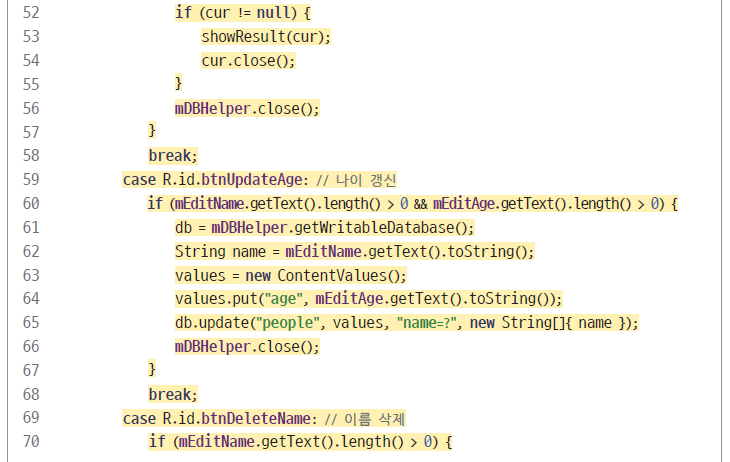 52 if (cur != null) {
53 showResult(cur);
54 cur.close();
55 }
56 mDBHelper.close();
57 }
58 break;
59 case R.id.btnUpdateAge: // 나이 갱신
60 if (mEditName.getText().length() > 0 && mEditAge.getText().length() > 0) {
61 db = mDBHelper.getWritableDatabase();
62 String name = mEditName.getText().toString();
63 values = new ContentValues();
64 values.put("age", mEditAge.getText().toString());
65 db.update("people", values, "name=?", new String[]{ name });
66 mDBHelper.close();
67 }
68 break;
69 case R.id.btnDeleteName: // 이름 삭제
70 if (mEditName.getText().length() > 0) {